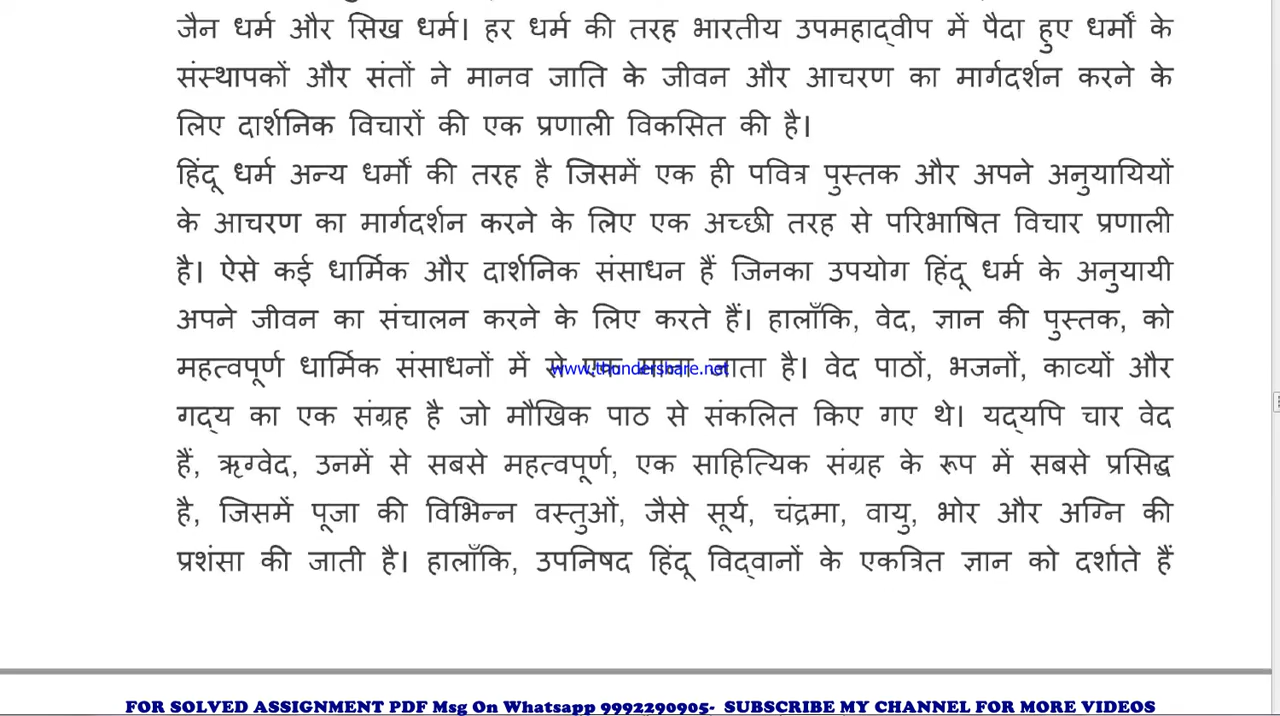 जैन धर्म और सिख धर्म। हर धर्म की तरह भारतीय उपमहाद्वीप में पैदा हुए धर्मों के
संस्थापकों और संतों ने मानव जाति के जीवन और आचरण का मार्गदर्शन करने के
लिए दार्शनिक विचारों की एक प्रणाली विकसित की है।
हिंदू धर्म अन्य धर्मों की तरह है जिसमें एक ही पवित्र पुस्तक और अपने अनुयायियों
के आचरण का मार्गदर्शन करने के लिए एक अच्छी तरह से परिभाषित विचार प्रणाली
है। ऐसे कई धार्मिक और दार्शनिक संसाधन हैं जिनका उपयोग हिंदू धर्म के अनुयायी
अपने जीवन का संचालन करने के लिए करते हैं। हालाँकि, वेद, ज्ञान की पुस्तक, को
महत्वपूर्ण धार्मिक संसाधनों में से एक माना जाता है। वेद पाठों, भजनों, काव्यों और
www.thundershare.net
गद्य का एक संग्रह है जो मौखिक पाठ से संकलित किए गए थे। यद्यपि चार वेद
हैं, ऋग्वेद, उनमें से सबसे महत्वपूर्ण, एक साहित्यिक संग्रह के रूप में सबसे प्रसिद्ध
है, जिसमें पूजा की विभिन्न वस्तुओं, जैसे सूर्य, चंद्रमा, वायु, भोर और अग्नि की
प्रशंसा की जाती है। हालाँकि, उपनिषद हिंदू विद्वानों के एकत्रित ज्ञान को दर्शाते हैं
FOR SOLVED ASSIGNMENT PDF Msg On Whatsapp 9992290905- SUBSCRIBE MY CHANNEL FOR MORE VIDEOS